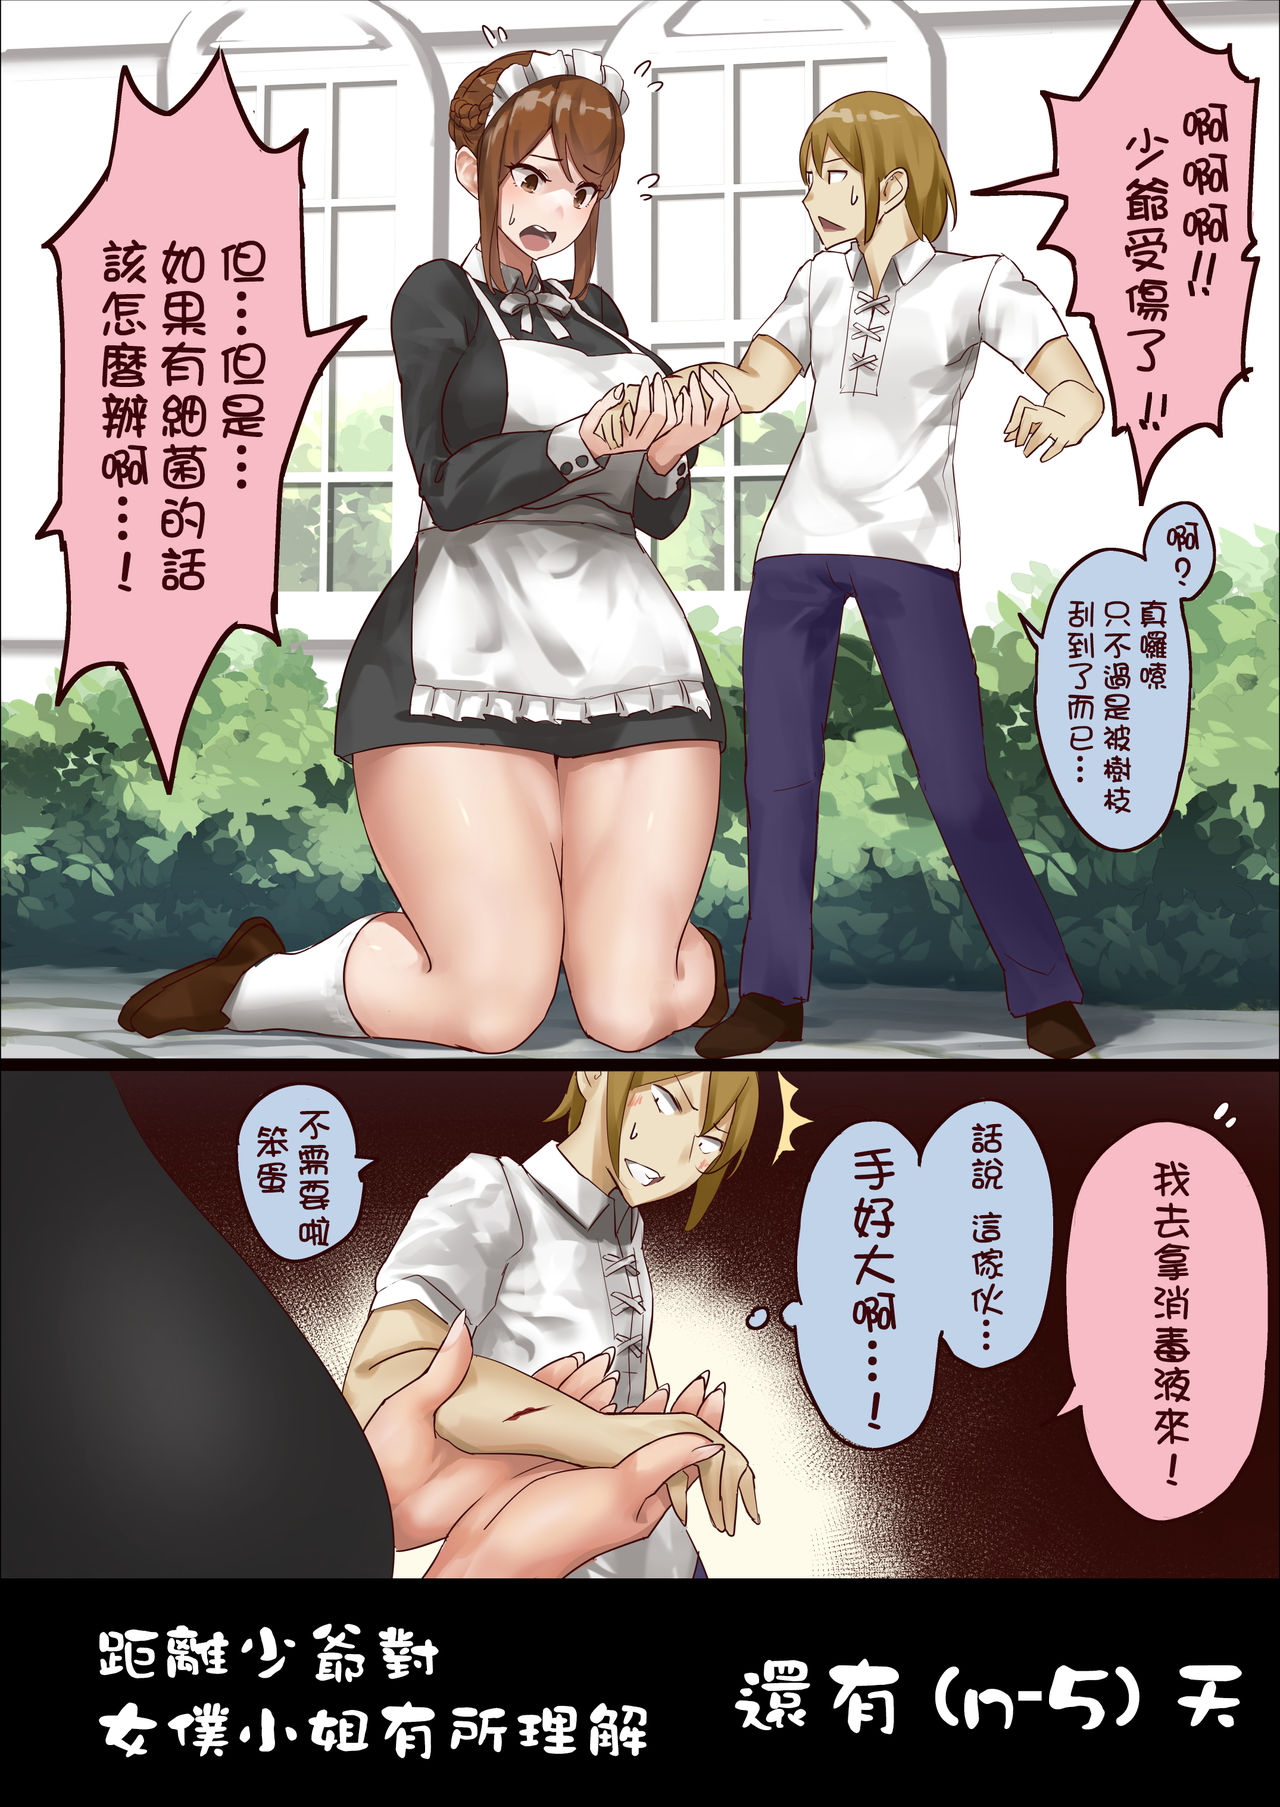 啊啊啊!!
少爺受傷了!!
啊?
真囉嗦
只不過是被樹枝
刮到了而已…
但…但是…
如果有細菌的話
該怎麼辦啊…!
我去拿消毒液來!
話說 這傢伙…
手好大啊…!
不需要啦
笨蛋
距離少爺對
女僕小姐有所理解
還有(n-5)天